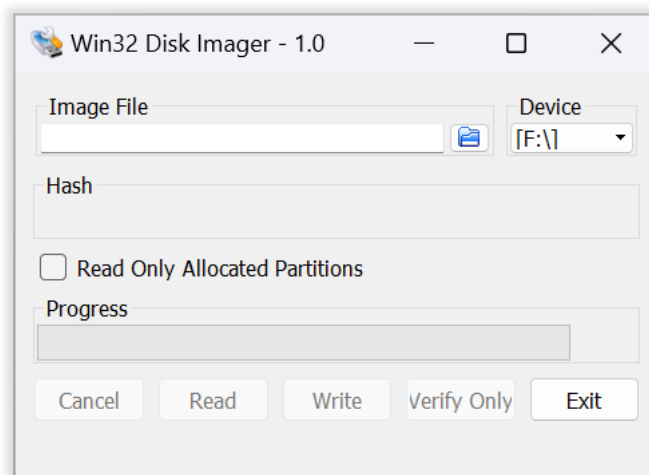 Win32 Disk Imager - 1.0
Image File
Device
[F:\]
Hash
Read Only Allocated Partitions
Progress
Cancel Read Write Verify Only Exit